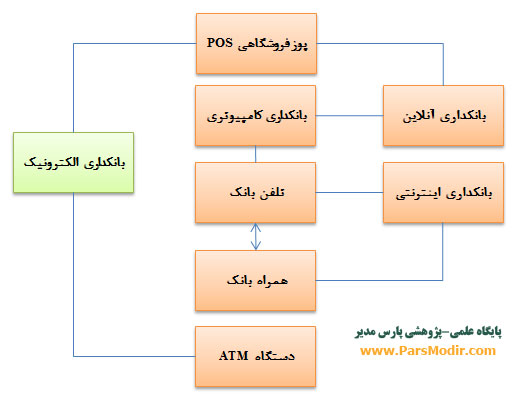 پوزفروشگاهی POS
بانکداری کامپیوتری
بانکداری آنلاین
بانکداری الکترونیک
تلفن بانک
بانکداری اینترنتی
همراه بانک
پایگاه علمی-پژوهشی پارس مدیر
www.ParsModir.com
دستگاه ATM